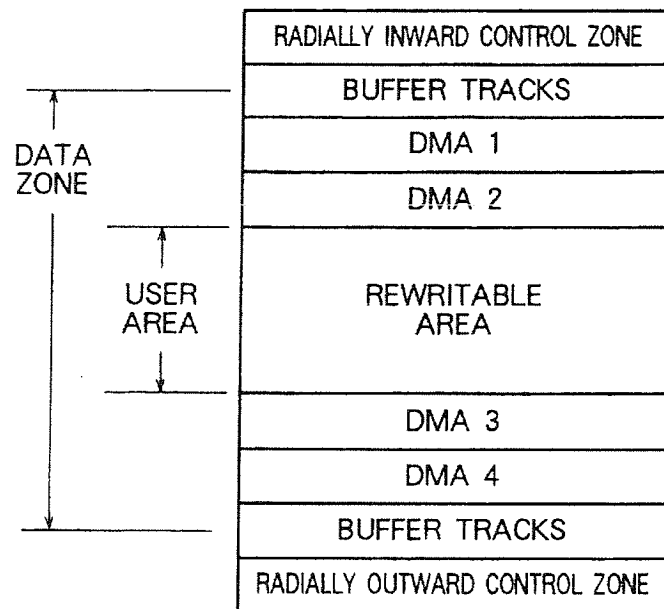 RADIALLY INWARD CONTROL ZONE
BUFFER TRACKS
DMA 1
DMA 2
DATA
ZONE
USER
AREA
REWRITABLE
AREA
DMA 3
DMA 4
BUFFER TRACKS
RADIALLY OUTWARD CONTROL ZONE